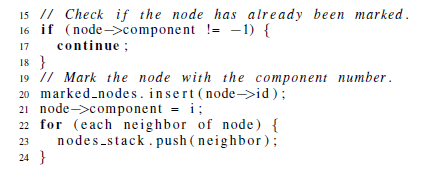 15 // Check if the node has already been marked.
16 if (node—>component != −1) {
17 continue;
18 }
19 // Mark the node with the component number.
20 marked_nodes.insert(node—>id);
21 node—>component = i;
22 for (each neighbor of node) {
23 nodes_stack.push(neighbor);
24 }